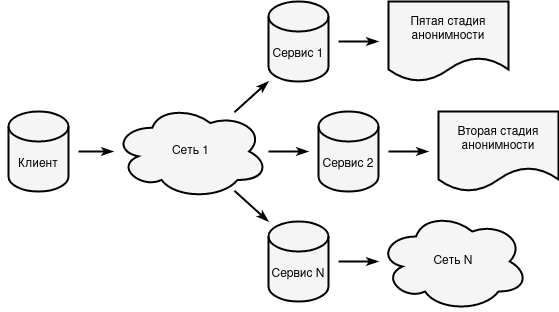 Пятая стадия
анонимности
Сервис 1
Клиент
Сеть 1
Сервис 2
Вторая стадия
анонимности
Сервис N
Сеть N